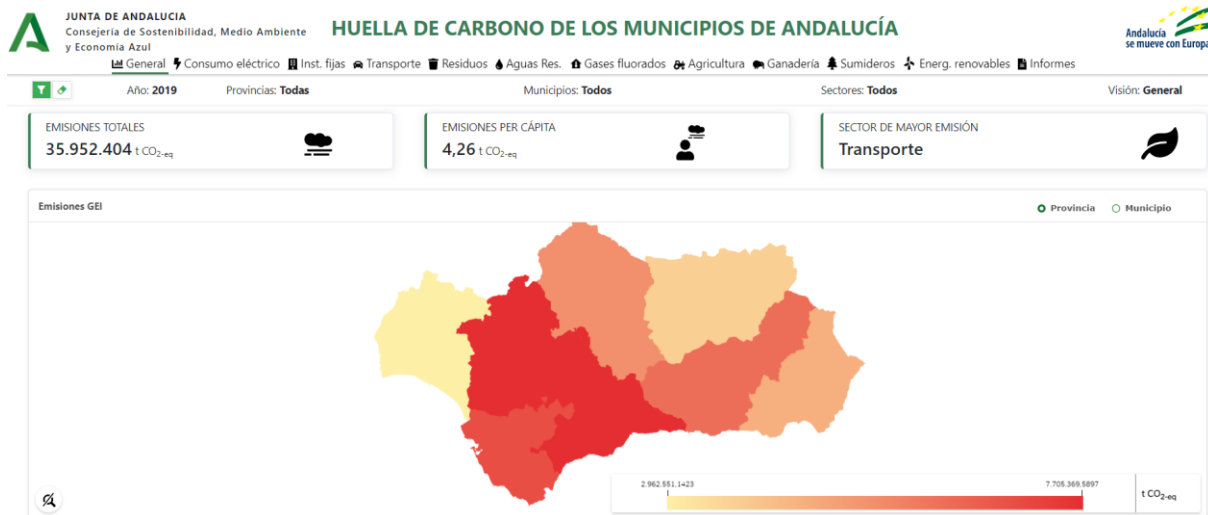 JUNTA DE ANDALUCIA
Consejería de Sostenibilidad, Medio Ambiente
y Economía Azul
HUELLA DE CARBONO DE LOS MUNICIPIOS DE ANDALUCÍA
Andalucía
se mueve con Europa
General Consumo eléctrico Inst. fijas Transporte Residuos Aguas Res. Gases fluorados Agricultura Ganadería Sumideros Energ. renovables Informes
Año: 2019 Provincias: Todas Municipios: Todos Sectores: Todos Visión: General
EMISIONES TOTALES
35.952.404 t CO2-eq
EMISIONES PER CÁPITA
4,26 t CO2-eq
SECTOR DE MAYOR EMISIÓN
Transporte
Emisiones GEI
Provincia Municipio
2.962.551,1423 7.705.369,5897
t CO2-eq